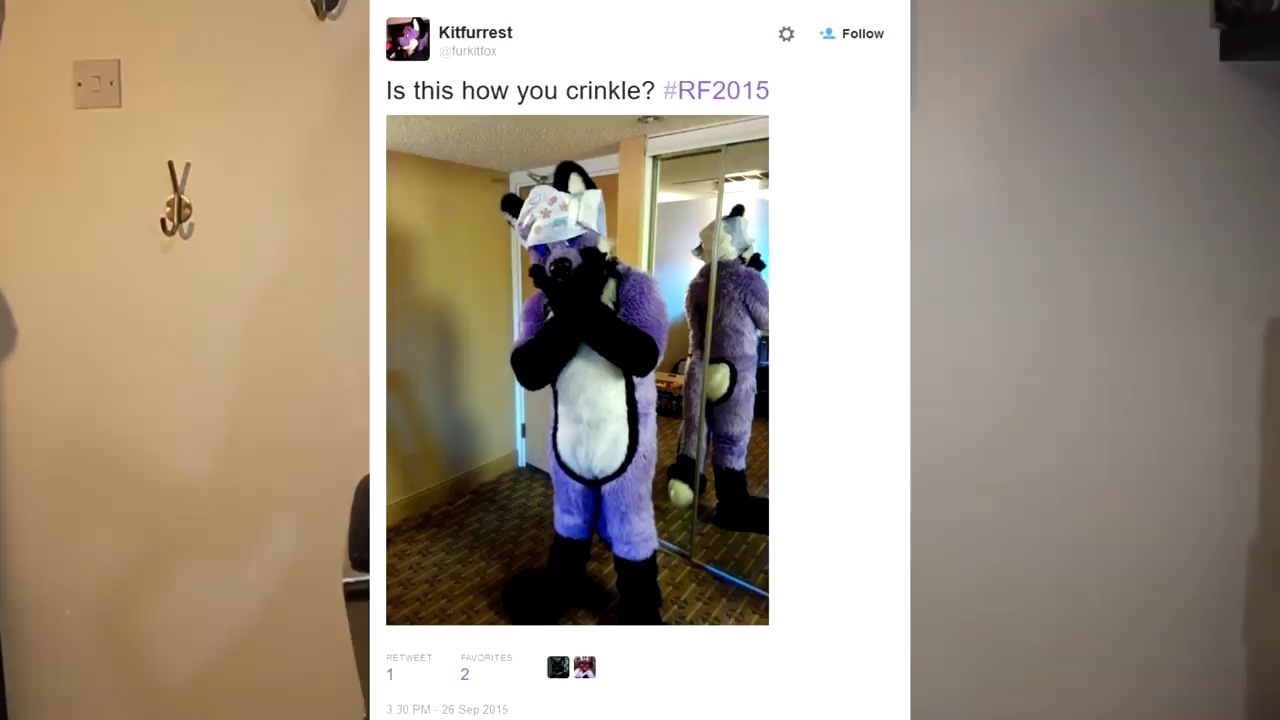 Kitfurrest
@furkitfox
Follow
Is this how you crinkle? #RF2015
RETWEET
1
FAVORITES
2
3 30 PM - 26 Sep 2015